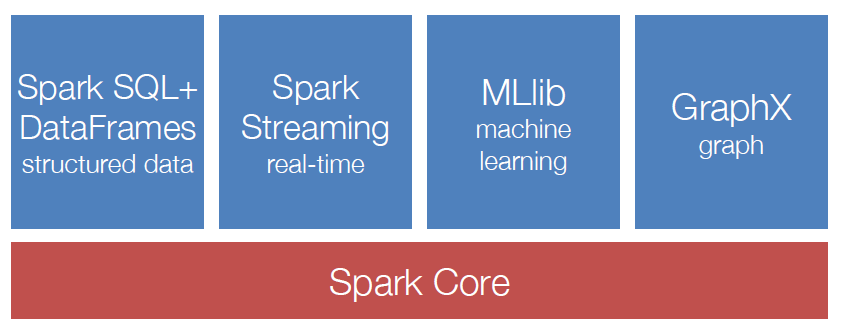 Spark SQL+
DataFrames
structured data
Spark
Streaming
real-time
MLlib
machine
learning
GraphX
graph
Spark Core